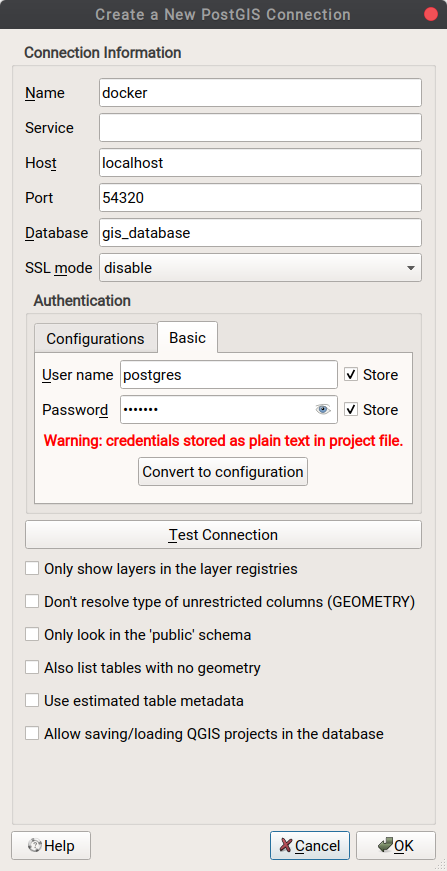 Create a New PostGIS Connection
Connection Information
Name docker
Service
Host localhost
Port 54320
Database gis_database
SSL mode disable
Authentication
Configurations Basic
User name postgres Store
Password ••••••• Store
Warning: credentials stored as plain text in project file.
Convert to configuration
Test Connection
Only show layers in the layer registries
Don't resolve type of unrestricted columns (GEOMETRY)
Only look in the 'public' schema
Also list tables with no geometry
Use estimated table metadata
Allow saving/loading QGIS projects in the database
Help Cancel OK